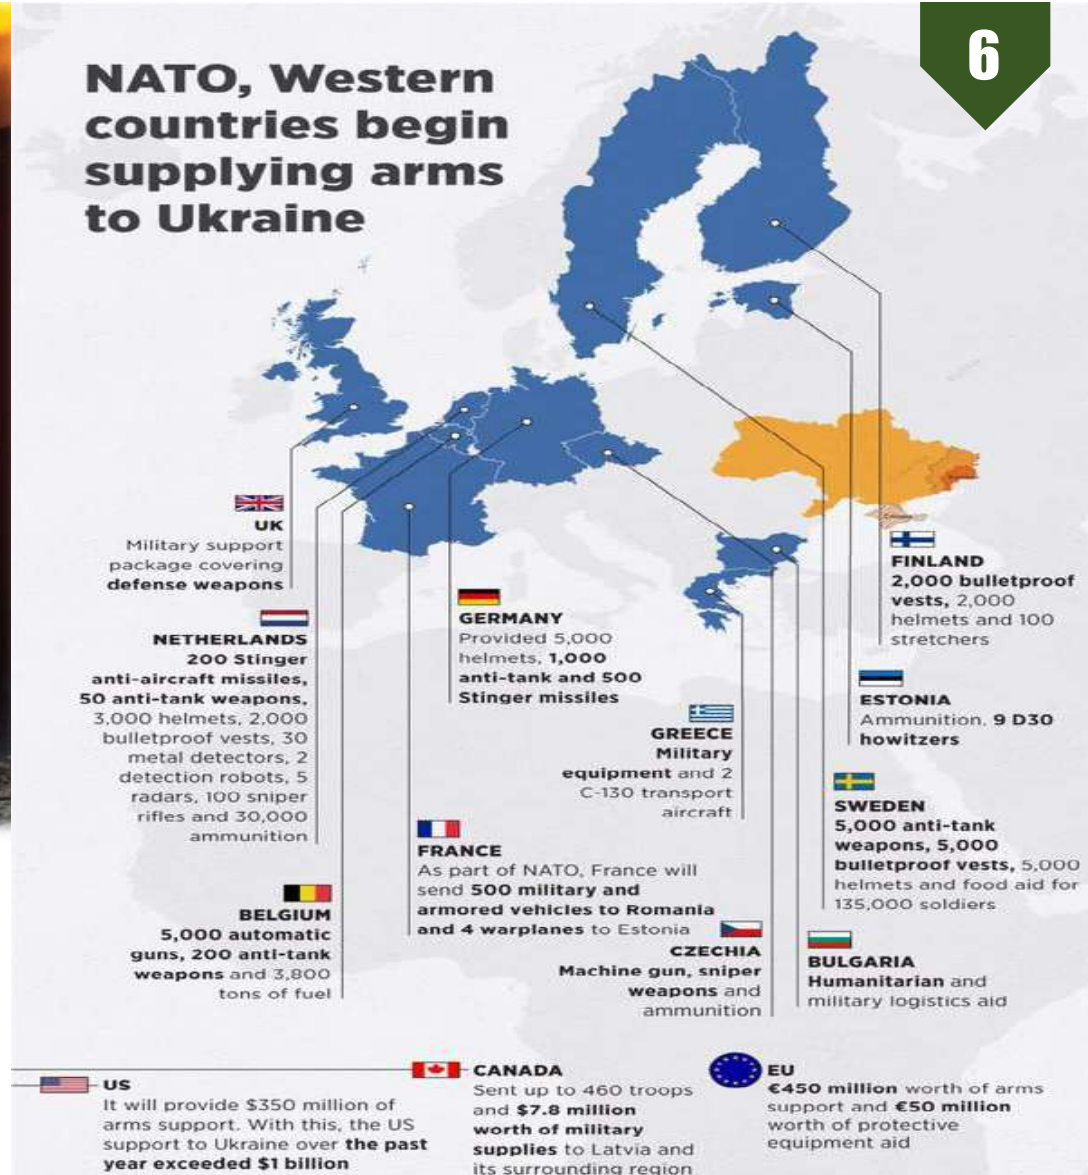 6
NATO, Western
countries begin
supplying arms
to Ukraine
UK
Military support
package covering
defense weapons
NETHERLANDS
200 Stinger
anti-aircraft missiles,
50 anti-tank weapons,
3,000 helmets, 2,000
bulletproof vests, 30
metal detectors, 2
detection robots, 5
radars, 100 sniper
rifles and 30,000
ammunition
BELGIUM
5,000 automatic
guns, 200 anti-tank
weapons and 3,800
tons of fuel
GERMANY
Provided 5,000
helmets, 1,000
anti-tank and 500
Stinger missiles
FRANCE
As part of NATO, France will
send 500 military and
armored vehicles to Romania
and 4 warplanes to Estonia
GREECE
Military
equipment and 2
C-130 transport
aircraft
CZECHIA
Machine gun, sniper
weapons and
ammunition
FINLAND
2,000 bulletproof
vests, 2,000
helmets and 100
stretchers
ESTONIA
Ammunition, 9 D30
howitzers
SWEDEN
5,000 anti-tank
weapons, 5,000
bulletproof vests, 5,000
helmets and food aid for
135,000 soldiers
BULGARIA
Humanitarian and
military logistics aid
US
It will provide $350 million of
arms support. With this, the US
support to Ukraine over the past
year exceeded $1 billion
CANADA
Sent up to 460 troops
and $7.8 million
worth of military
supplies to Latvia and
its surrounding region
EU
€450 million worth of arms
support and €50 million
worth of protective
equipment aid